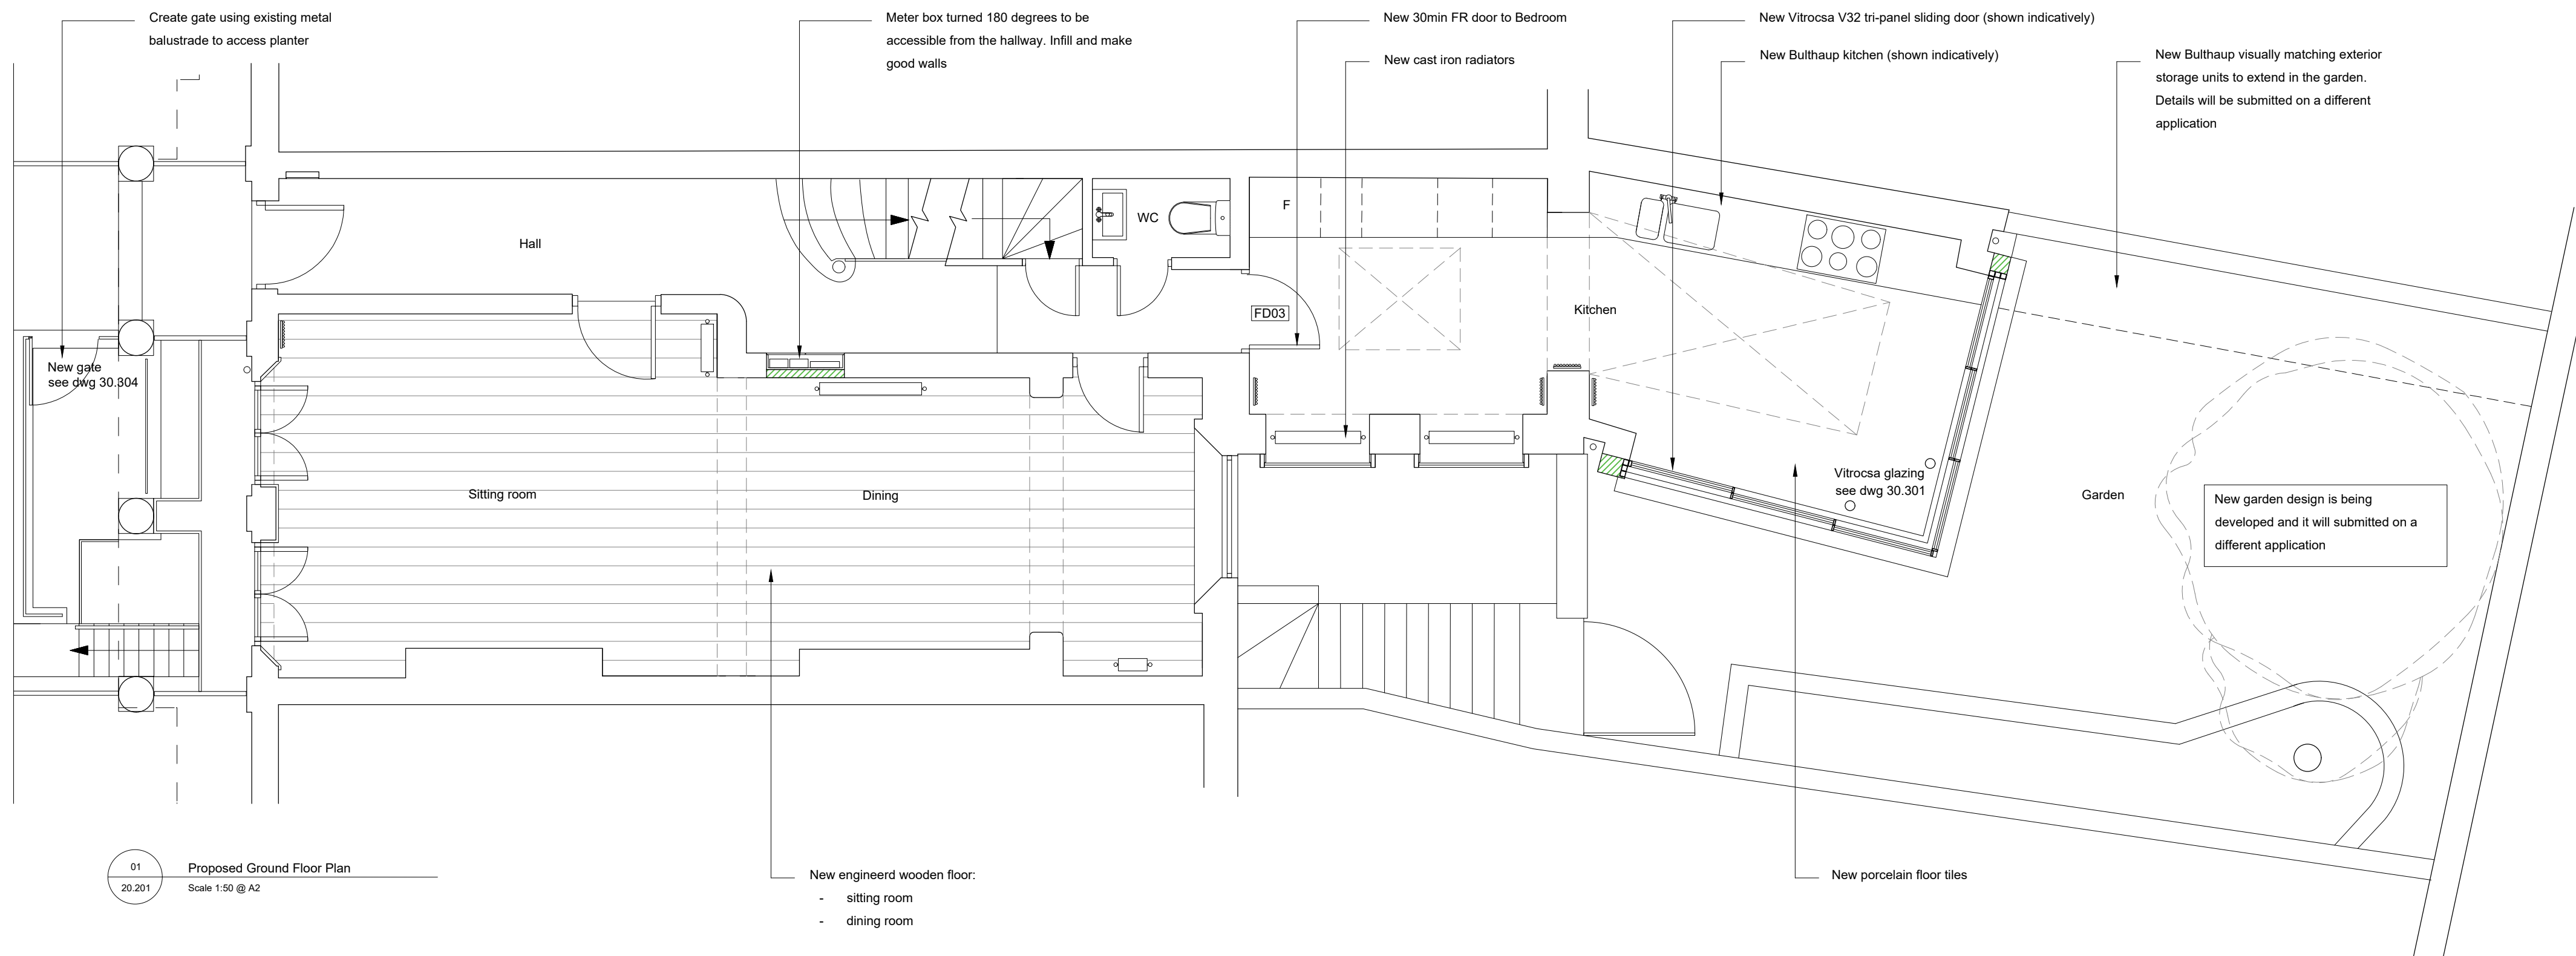 Create gate using existing metal
balustrade to access planter
Meter box turned 180 degrees to be
accessible from the hallway. Infill and make
good walls
New 30min FR door to Bedroom
New cast iron radiators
New Vitrocsa V32 tri-panel sliding door (shown indicatively)
New Bulthaup kitchen (shown indicatively)
New Bulthaup visually matching exterior
storage units to extend in the garden.
Details will be submitted on a different
application
Hall
WC
F
FD03
Kitchen
New gate
see dwg 30.304
Sitting room
Dining
Vitrocsa glazing
see dwg 30.301
Garden
New garden design is being
developed and it will submitted on a
different application
01
20.201
Proposed Ground Floor Plan
Scale 1:50 @ A2
New engineerd wooden floor:
- sitting room
- dining room
New porcelain floor tiles